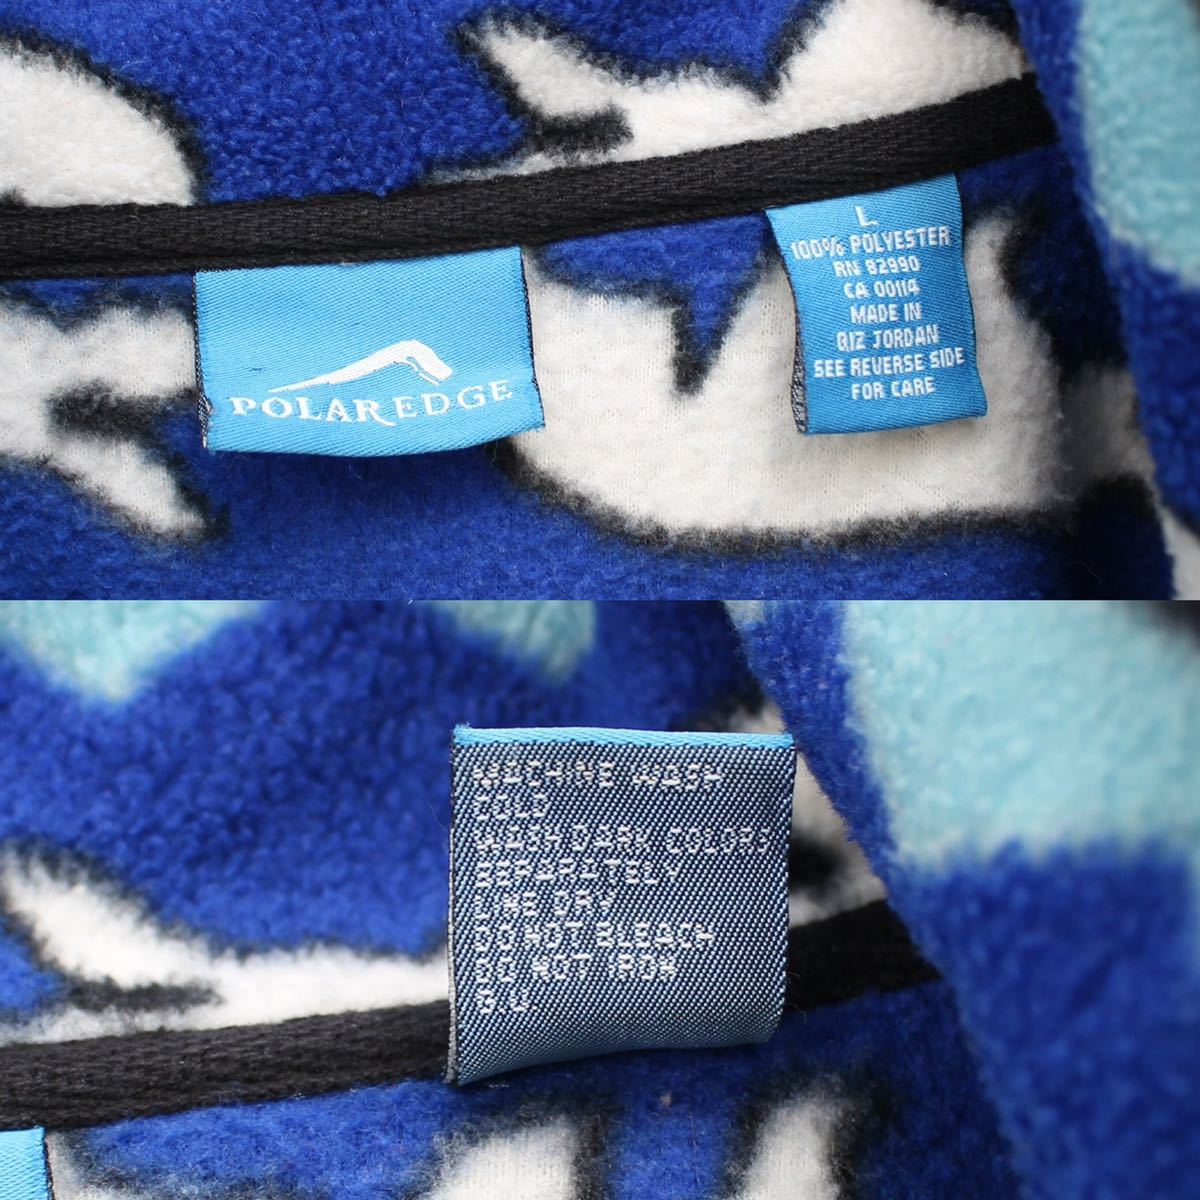 POLAREDGE
L
100% POLYESTER
RN 82990
CA 00114
MADE IN
QIZ JORDAN
SEE REVERSE SIDE
FOR CARE
MACHINE WASH
COLD
WASH DARK COLORS
SEPARATELY
LINE DRY
DO NOT BLEACH
DO NOT IRON
S.U